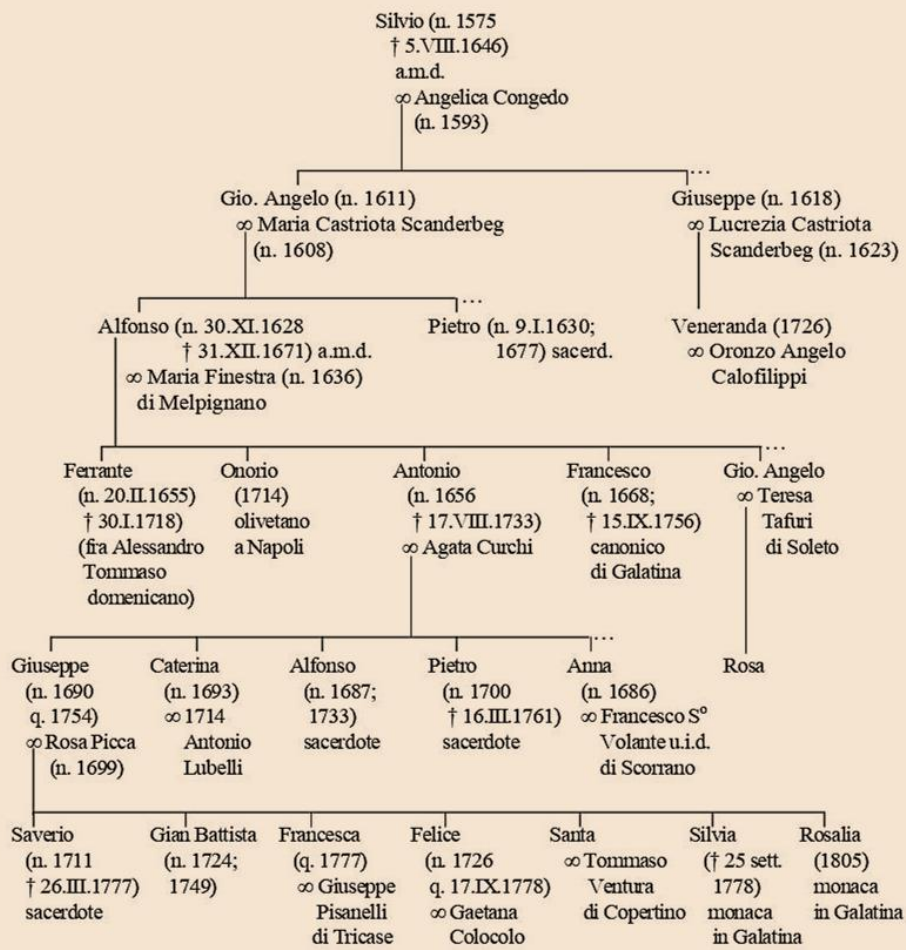 Silvio (n. 1575
† 5.VIII.1646)
a.m.d.
∞ Angelica Congedo
(n. 1593)
...
Gio. Angelo (n. 1611)
∞ Maria Castriota Scanderbeg
(n. 1608)
Giuseppe (n. 1618)
∞ Lucrezia Castriota
Scanderbeg (n. 1623)
...
Alfonso (n. 30.XI.1628
† 31.XII.1671) a.m.d.
∞ Maria Finestra (n. 1636)
di Melpignano
Pietro (n. 9.I.1630;
1677) sacerd.
Veneranda (1726)
∞ Oronzo Angelo
Calofilippi
...
Ferrante
(n. 20.II.1655)
† 30.I.1718)
(fra Alessandro
Tommaso
domenicano)
Onorio
(1714)
olivetano
a Napoli
Antonio
(n. 1656
† 17.VIII.1733)
∞ Agata Curchi
Francesco
(n. 1668;
† 15.IX.1756)
canonico
di Galatina
Gio. Angelo
∞ Teresa
Tafuri
di Soleto
...
Giuseppe
(n. 1690
q. 1754)
∞ Rosa Picca
(n. 1699)
Caterina
(n. 1693)
∞ 1714
Antonio
Lubelli
Alfonso
(n. 1687;
1733)
sacerdote
Pietro
(n. 1700
† 16.III.1761)
sacerdote
Anna
(n. 1686)
∞ Francesco Sº
Volante u.i.d.
di Scorrano
Rosa
Saverio
(n. 1711
† 26.III.1777)
sacerdote
Gian Battista
(n. 1724;
1749)
Francesca
(q. 1777)
∞ Giuseppe
Pisanelli
di Tricase
Felice
(n. 1726
q. 17.IX.1778)
∞ Gaetana
Colocolo
Santa
∞ Tommaso
Ventura
di Copertino
Silvia
(† 25 sett.
1778)
monaca
in Galatina
Rosalia
(1805)
monaca
in Galatina